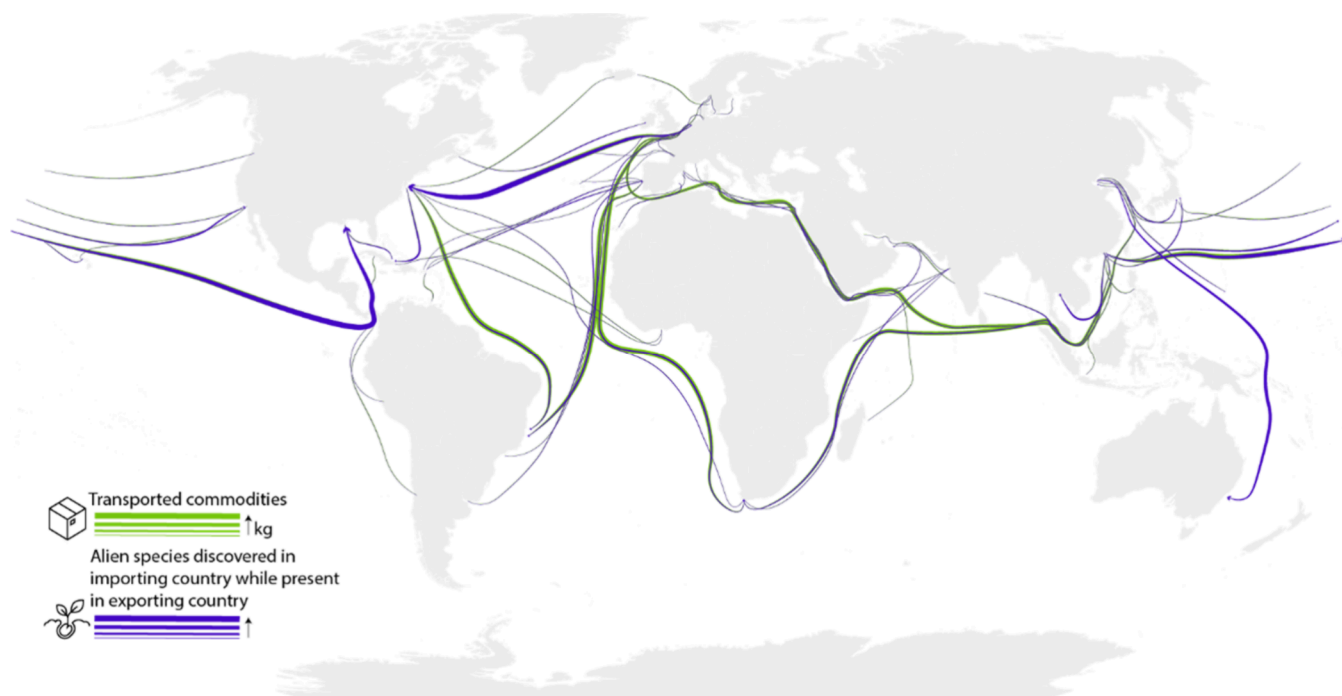 Transported commodities
kg
Alien species discovered in
importing country while present
in exporting country